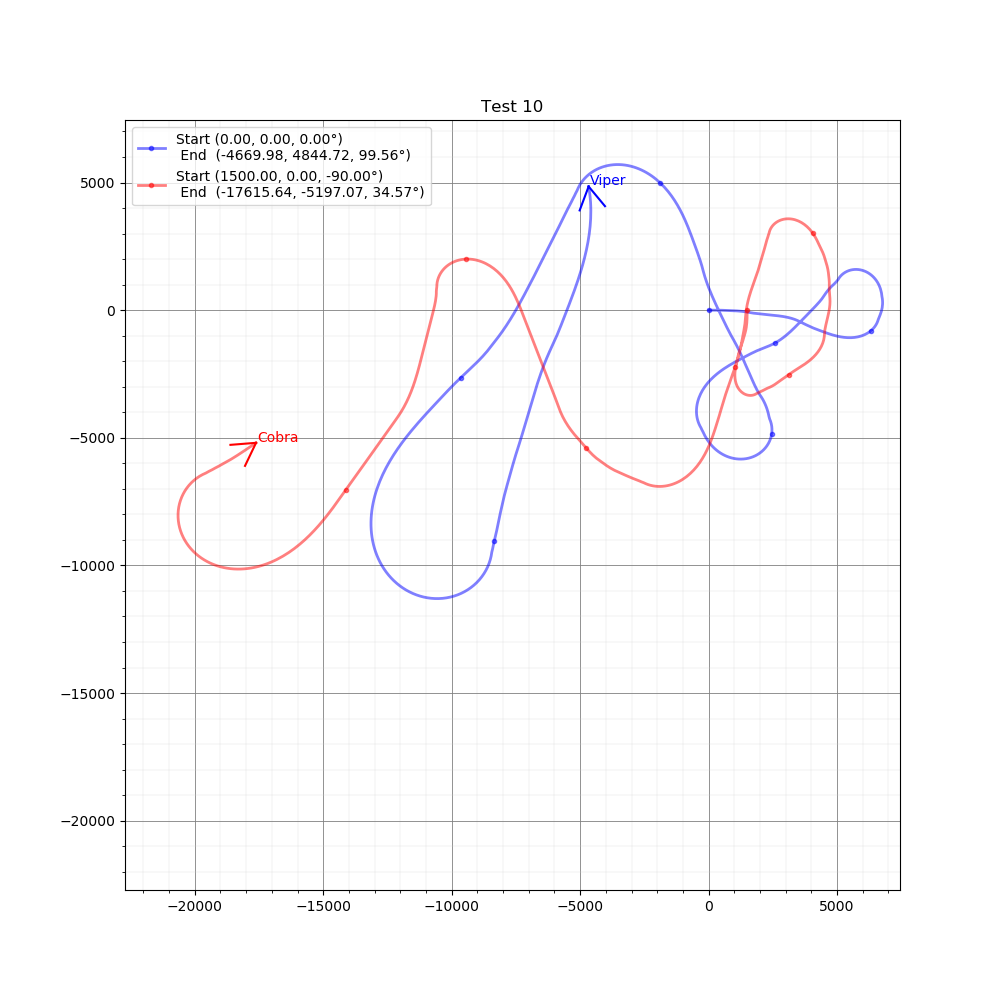 Test 10
Start (0.00, 0.00, 0.00°)
End (-4669.98, 4844.72, 99.56°)
Start (1500.00, 0.00, -90.00°)
End (-17615.64, -5197.07, 34.57°)
Viper
Cobra
5000
0
−5000
−10000
−15000
−20000
−20000
−15000
−10000
−5000
0
5000